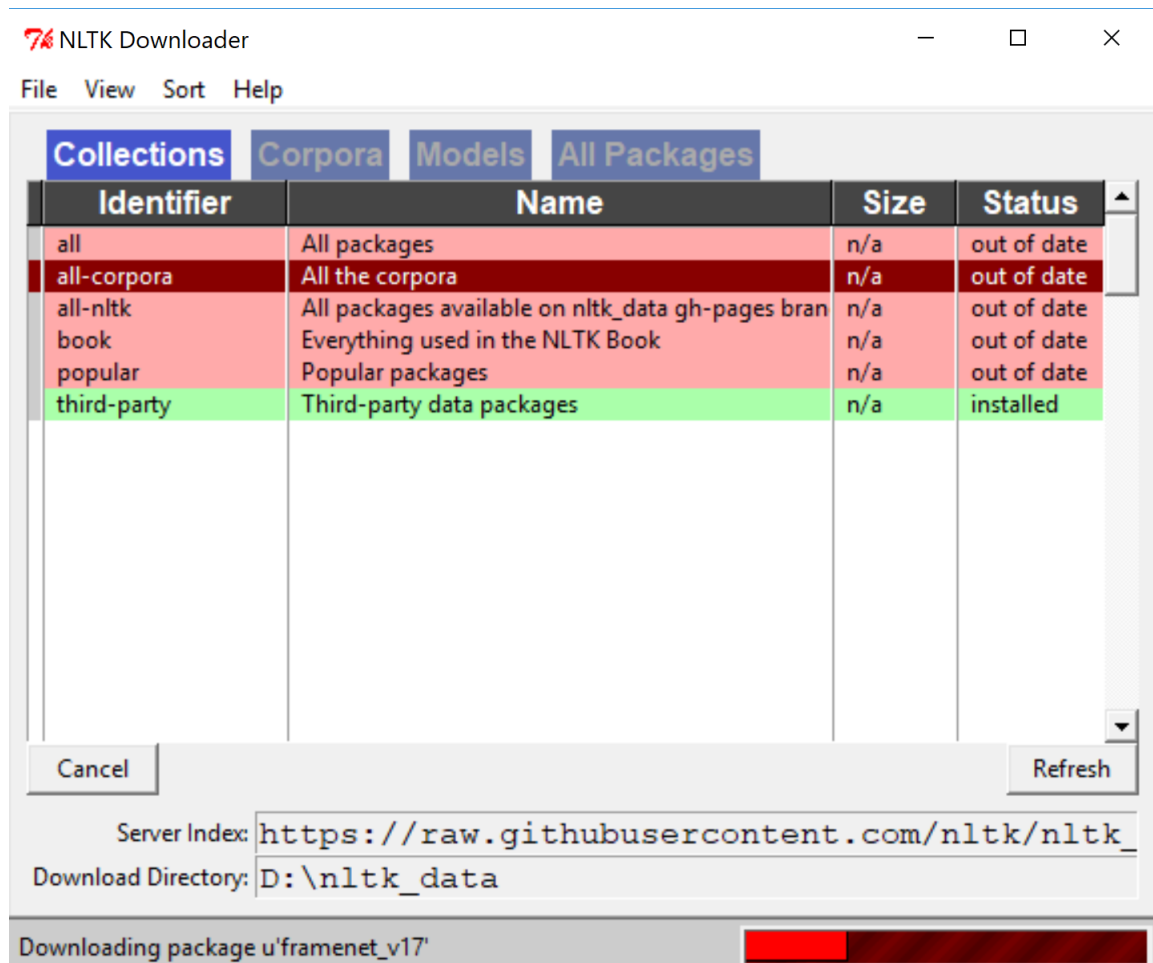 NLTK Downloader
File View Sort Help
Collections Corpora Models All Packages
Identifier Name Size Status
all All packages n/a out of date
all-corpora All the corpora n/a out of date
all-nltk All packages available on nltk_data gh-pages bran n/a out of date
book Everything used in the NLTK Book n/a out of date
popular Popular packages n/a out of date
third-party Third-party data packages n/a installed
Cancel Refresh
Server Index: https://raw.githubusercontent.com/nltk/nltk_
Download Directory: D:\nltk_data
Downloading package u'framenet_v17'